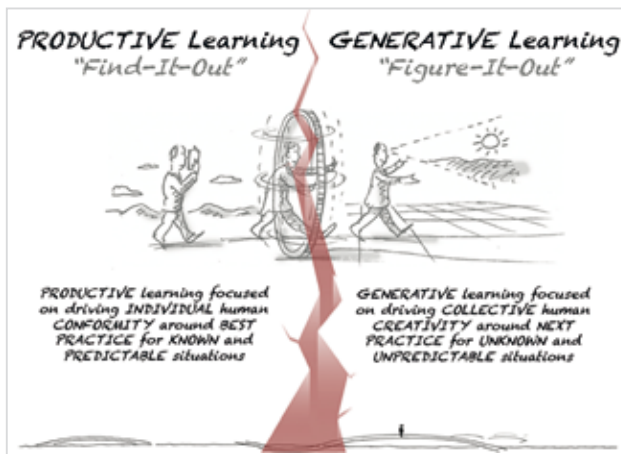 PRODUCTIVE Learning
"Find-It-Out"
PRODUCTIVE learning focused
on driving INDIVIDUAL human
CONFORMITY around BEST
PRACTICE for KNOWN and
PREDICTABLE situations
GENERATIVE Learning
"Figure-It-Out"
GENERATIVE learning focused
on driving COLLECTIVE human
CREATIVITY around NEXT
PRACTICE for UNKNOWN and
UNPREDICTABLE situations